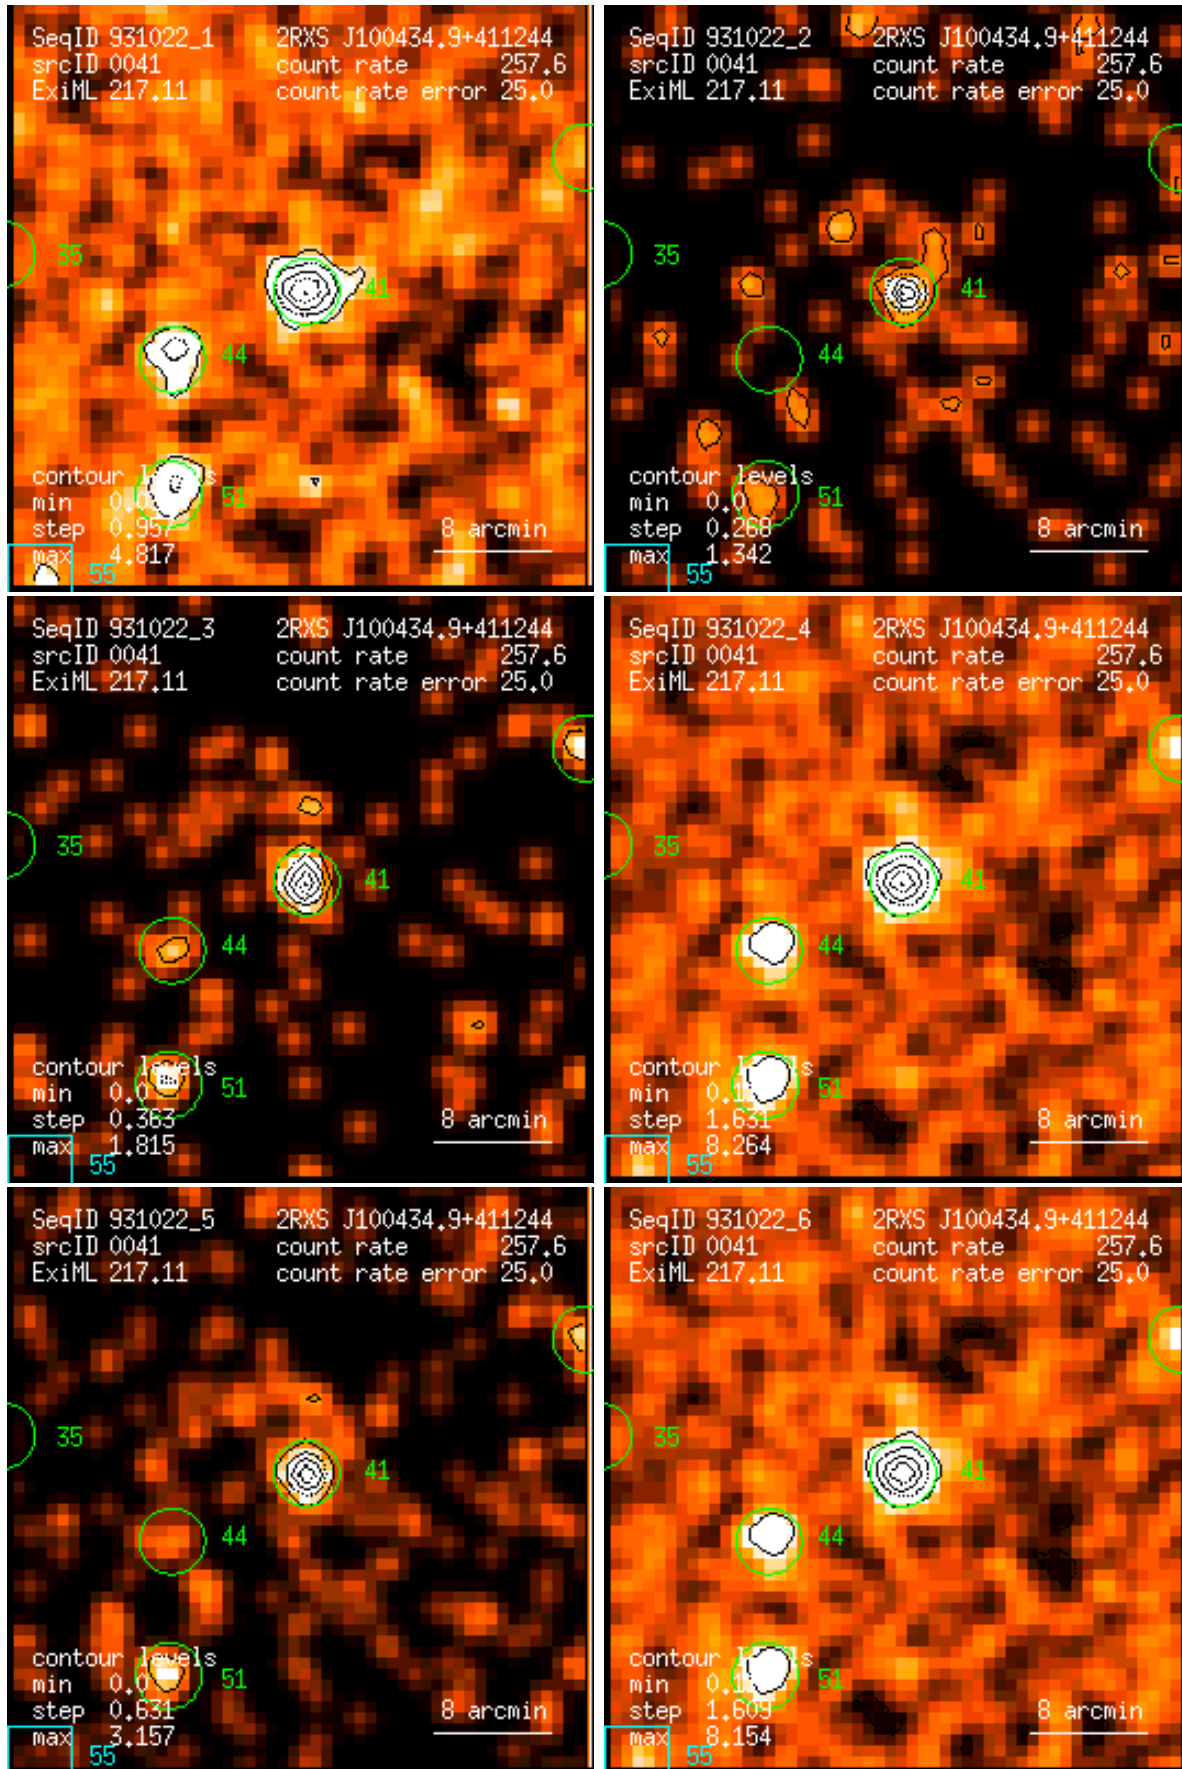 SeqID 931022_1 2RXS J100434.9+411244
srcID 0041 count rate 257.6
ExiML 217.11 count rate error 25.0
35
41
44
contour levels
min 0.0
51
step 0.957
8 arcmin
max 4.817
55
SeqID 931022_2 2RXS J100434.9+411244
srcID 0041 count rate 257.6
ExiML 217.11 count rate error 25.0
35
41
44
contour levels
min 0.0
51
step 0.268
8 arcmin
max 1.342
55
SeqID 931022_3 2RXS J100434.9+411244
srcID 0041 count rate 257.6
ExiML 217.11 count rate error 25.0
35
41
44
contour levels
min 0.0
51
step 0.363
8 arcmin
max 1.815
55
SeqID 931022_4 2RXS J100434.9+411244
srcID 0041 count rate 257.6
ExiML 217.11 count rate error 25.0
35
41
44
contour levels
min
51
step 1.631
8 arcmin
max 8.264
55
SeqID 931022_5 2RXS J100434.9+411244
srcID 0041 count rate 257.6
ExiML 217.11 count rate error 25.0
35
41
44
contour levels
min 0.0
51
step 0.631
8 arcmin
max 3.157
55
SeqID 931022_6 2RXS J100434.9+411244
srcID 0041 count rate 257.6
ExiML 217.11 count rate error 25.0
35
41
44
contour levels
min
51
step 1.609
8 arcmin
max 8.154
55